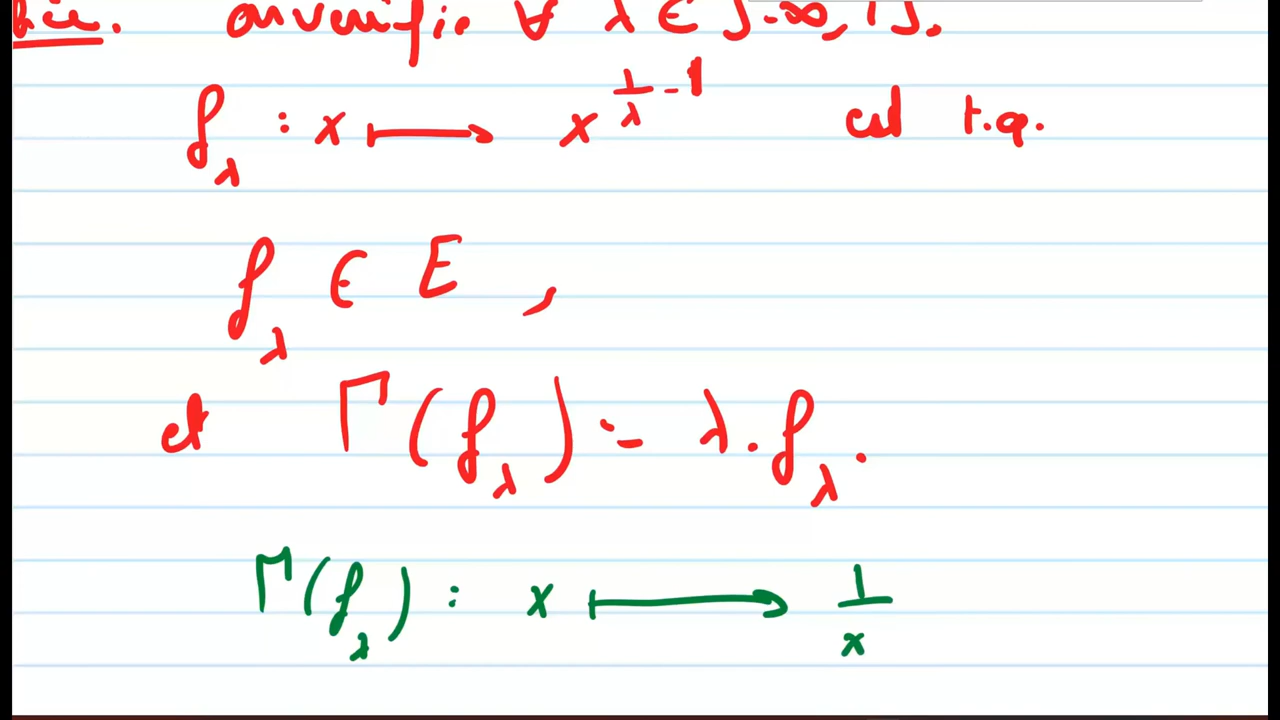 on vérifie ∀ λ ∈ ]-∞, 1].
f_λ : x ⟼ x^{1/λ - 1} est t.q.
f_λ ∈ E ,
et Γ(f_λ) = λ . f_λ .
Γ(f_λ) : x ⟼ 1/x